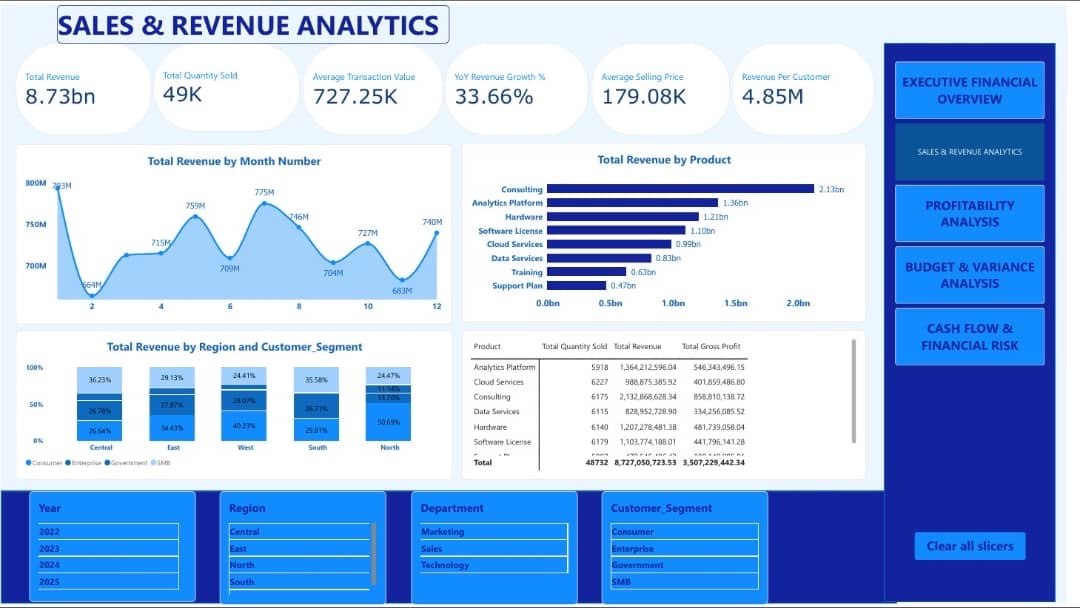 SALES & REVENUE ANALYTICS
Total Revenue
8.73bn
Total Quantity Sold
49K
Average Transaction Value
727.25K
YoY Revenue Growth %
33.66%
Average Selling Price
179.08K
Revenue Per Customer
4.85M
EXECUTIVE FINANCIAL
OVERVIEW
SALES & REVENUE ANALYTICS
PROFITABILITY
ANALYSIS
BUDGET & VARIANCE
ANALYSIS
CASH FLOW &
FINANCIAL RISK
Clear all slicers
Total Revenue by Month Number
800M
750M
700M
793M
664M
715M
759M
709M
775M
746M
704M
727M
683M
740M
2 4 6 8 10 12
Total Revenue by Product
Consulting 2.13bn
Analytics Platform 1.36bn
Hardware 1.21bn
Software License 1.10bn
Cloud Services 0.99bn
Data Services 0.83bn
Training 0.63bn
Support Plan 0.47bn
0.0bn 0.5bn 1.0bn 1.5bn 2.0bn
Total Revenue by Region and Customer_Segment
100%
50%
0%
36.23% 29.13% 24.41% 35.58% 24.47%
26.78% 27.87% 28.07% 26.71% 13.70%
26.64% 34.43% 40.23% 29.01% 50.69%
Central East West South North
Consumer Enterprise Government SMB
Product Total Quantity Sold Total Revenue Total Gross Profit
Analytics Platform 5918 1,364,212,596.04 546,343,496.15
Cloud Services 6227 988,875,385.92 401,859,486.80
Consulting 6175 2,132,868,628.34 858,810,138.72
Data Services 6115 828,952,728.90 334,256,085.52
Hardware 6140 1,207,278,481.38 481,739,058.04
Software License 6179 1,103,774,188.01 441,796,141.28
Total 48732 8,727,050,723.53 3,507,229,442.34
Year
2022
2023
2024
2025
Region
Central
East
North
South
Department
Marketing
Sales
Technology
Customer_Segment
Consumer
Enterprise
Government
SMB